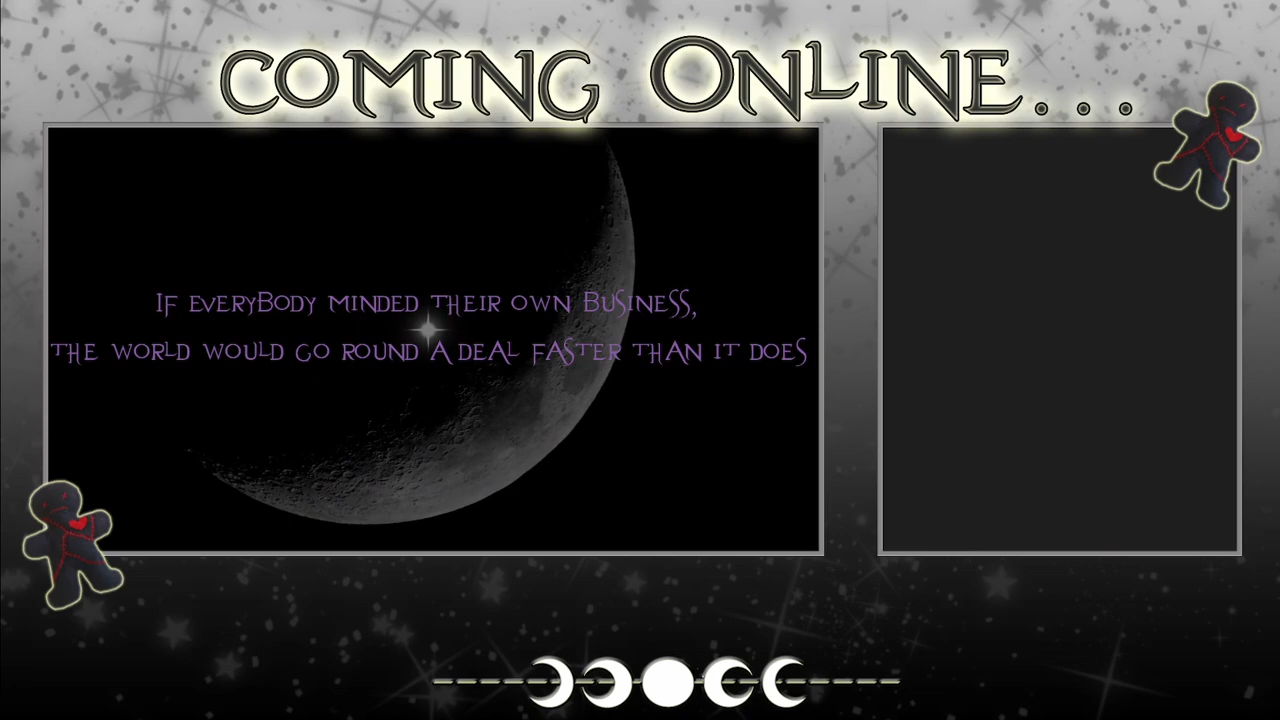 COMING ONLINE...
IF EVERYBODY MINDED THEIR OWN BUSINESS,
THE WORLD WOULD GO ROUND A DEAL FASTER THAN IT DOES